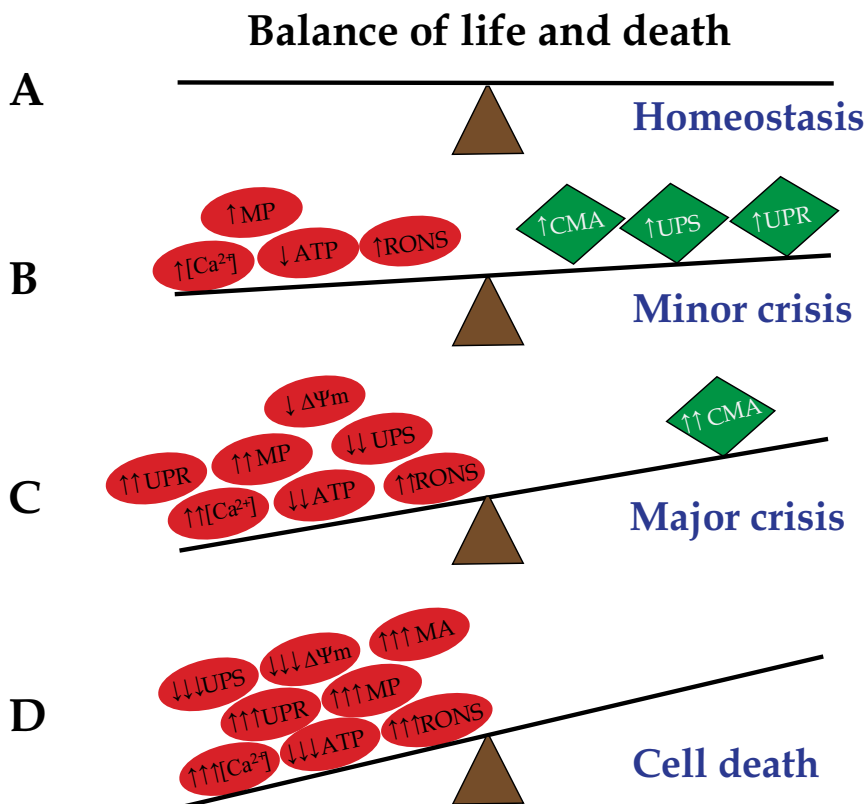 Balance of life and death
A
Homeostasis
↑MP
↑CMA
↑UPS
↑UPR
↑[Ca²⁺]
↓ATP
↑RONS
B
Minor crisis
↓ΔΨm
↑↑CMA
↑↑UPR
↑↑MP
↓↓UPS
↑↑[Ca²⁺]
↓↓ATP
↑↑RONS
C
Major crisis
↓↓↓UPS
↓↓↓ΔΨm
↑↑↑MA
↑↑↑UPR
↑↑↑MP
↑↑↑[Ca²⁺]
↓↓↓ATP
↑↑↑RONS
D
Cell death